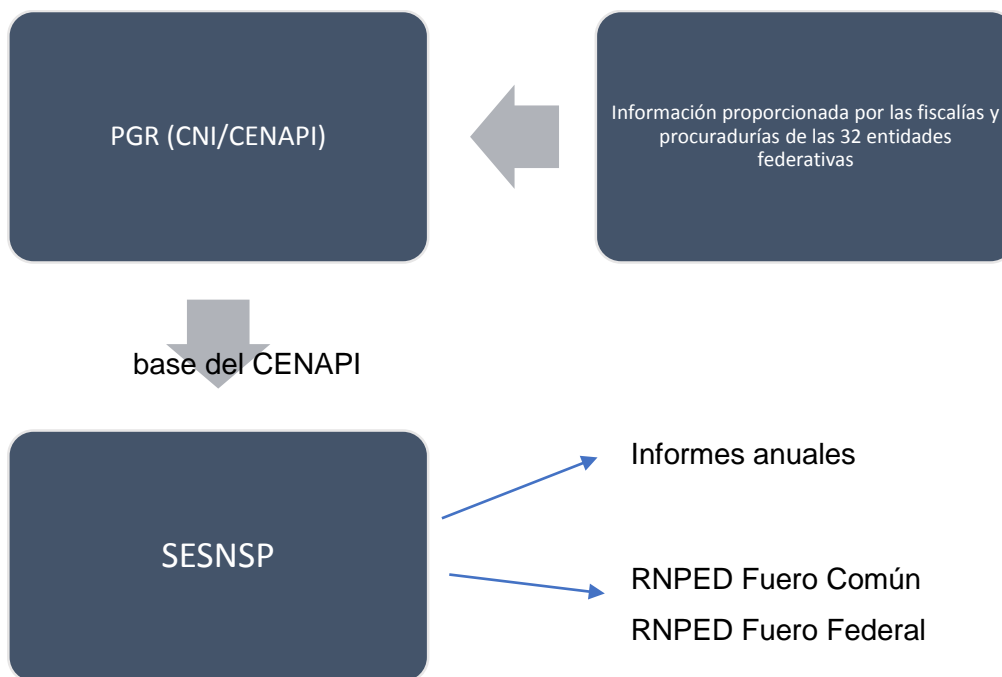 PGR (CNI/CENAPI)
Información proporcionada por las fiscalías y
procuradurías de las 32 entidades
federativas
base del CENAPI
SESNSP
Informes anuales
RNPED Fuero Común
RNPED Fuero Federal